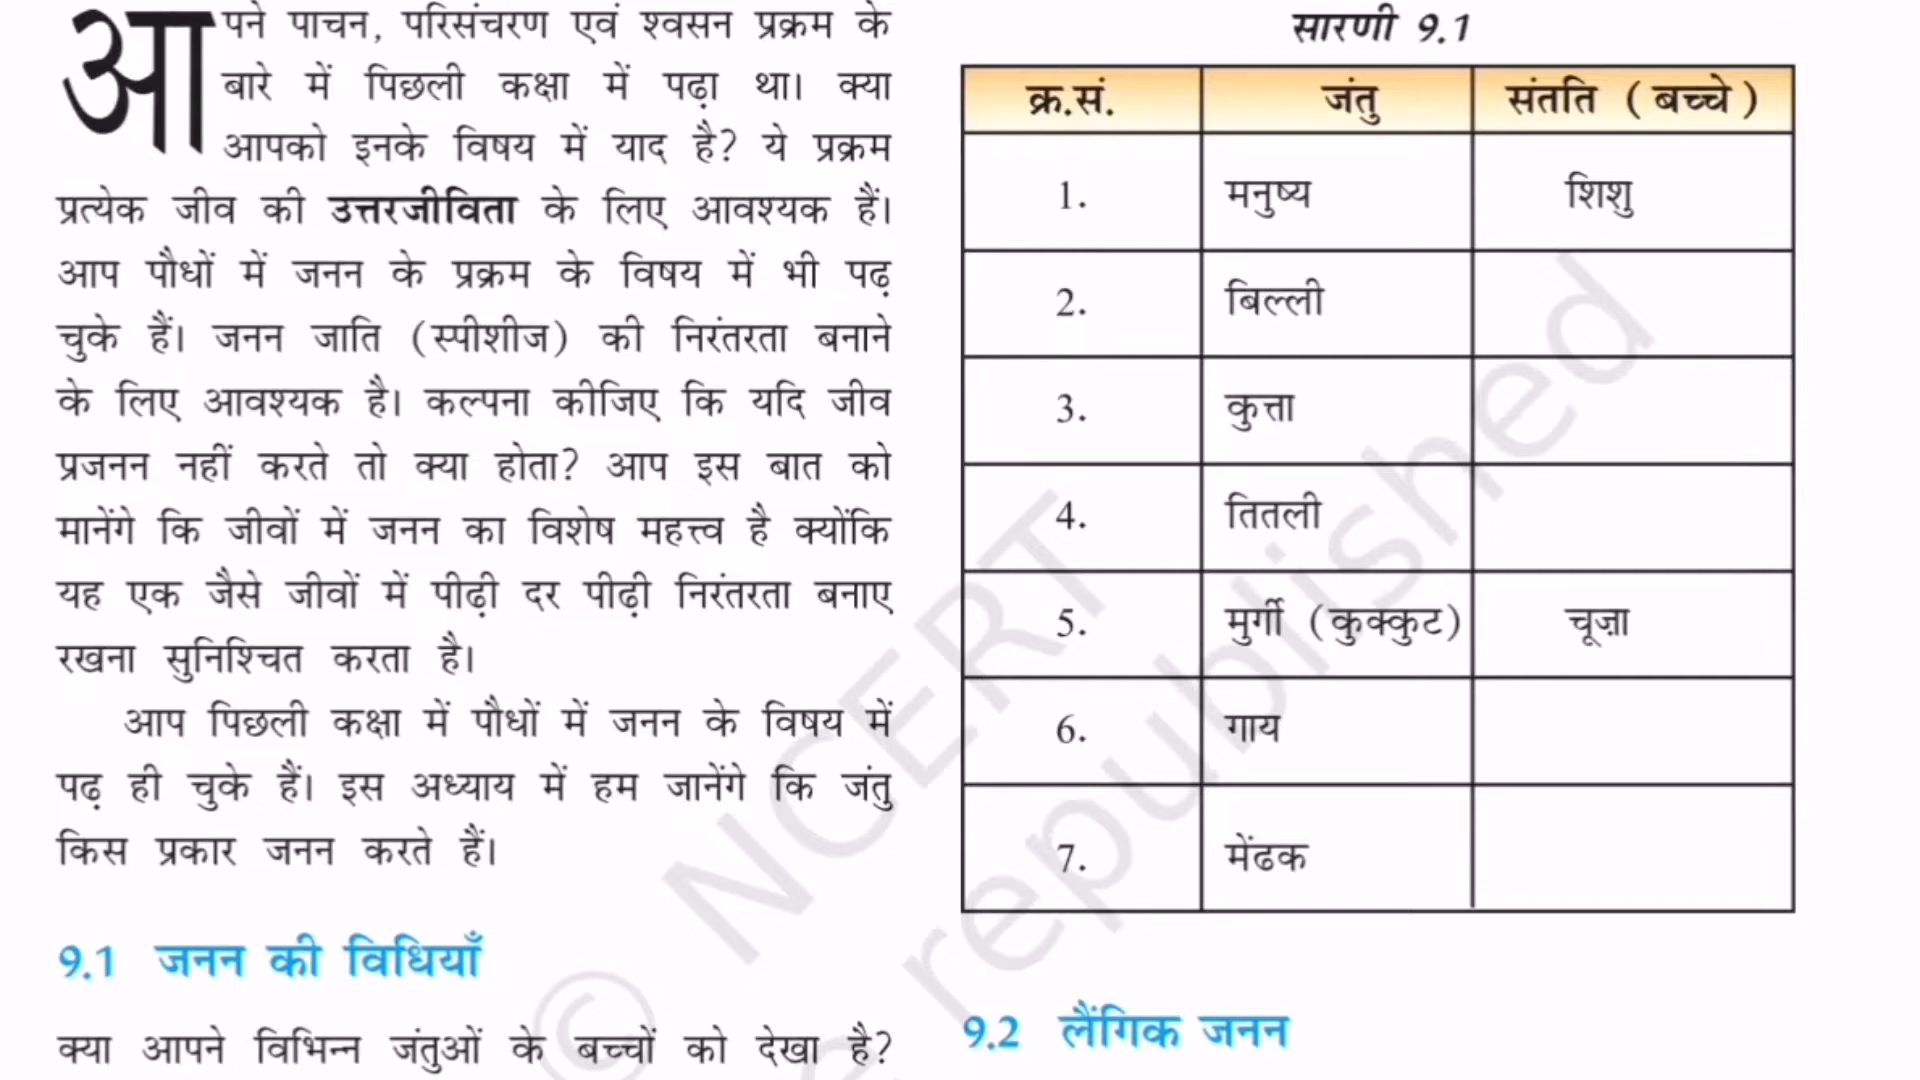 आपने पाचन, परिसंचरण एवं श्वसन प्रक्रम के
बारे में पिछली कक्षा में पढ़ा था। क्या
आपको इनके विषय में याद है? ये प्रक्रम
प्रत्येक जीव की उत्तरजीविता के लिए आवश्यक हैं।
आप पौधों में जनन के प्रक्रम के विषय में भी पढ़
चुके हैं। जनन जाति (स्पीशीज) की निरंतरता बनाने
के लिए आवश्यक है। कल्पना कीजिए कि यदि जीव
प्रजनन नहीं करते तो क्या होता? आप इस बात को
मानेंगे कि जीवों में जनन का विशेष महत्त्व है क्योंकि
यह एक जैसे जीवों में पीढ़ी दर पीढ़ी निरंतरता बनाए
रखना सुनिश्चित करता है।
आप पिछली कक्षा में पौधों में जनन के विषय में
पढ़ ही चुके हैं। इस अध्याय में हम जानेंगे कि जंतु
किस प्रकार जनन करते हैं।
9.1 जनन की विधियाँ
क्या आपने विभिन्न जंतुओं के बच्चों को देखा है?
सारणी 9.1
क्र.सं. जंतु संतति (बच्चे)
1. मनुष्य शिशु
2. बिल्ली
3. कुत्ता
4. तितली
5. मुर्गी (कुक्कुट) चूज़ा
6. गाय
7. मेंढक
9.2 लैंगिक जनन
© NCERT
republished